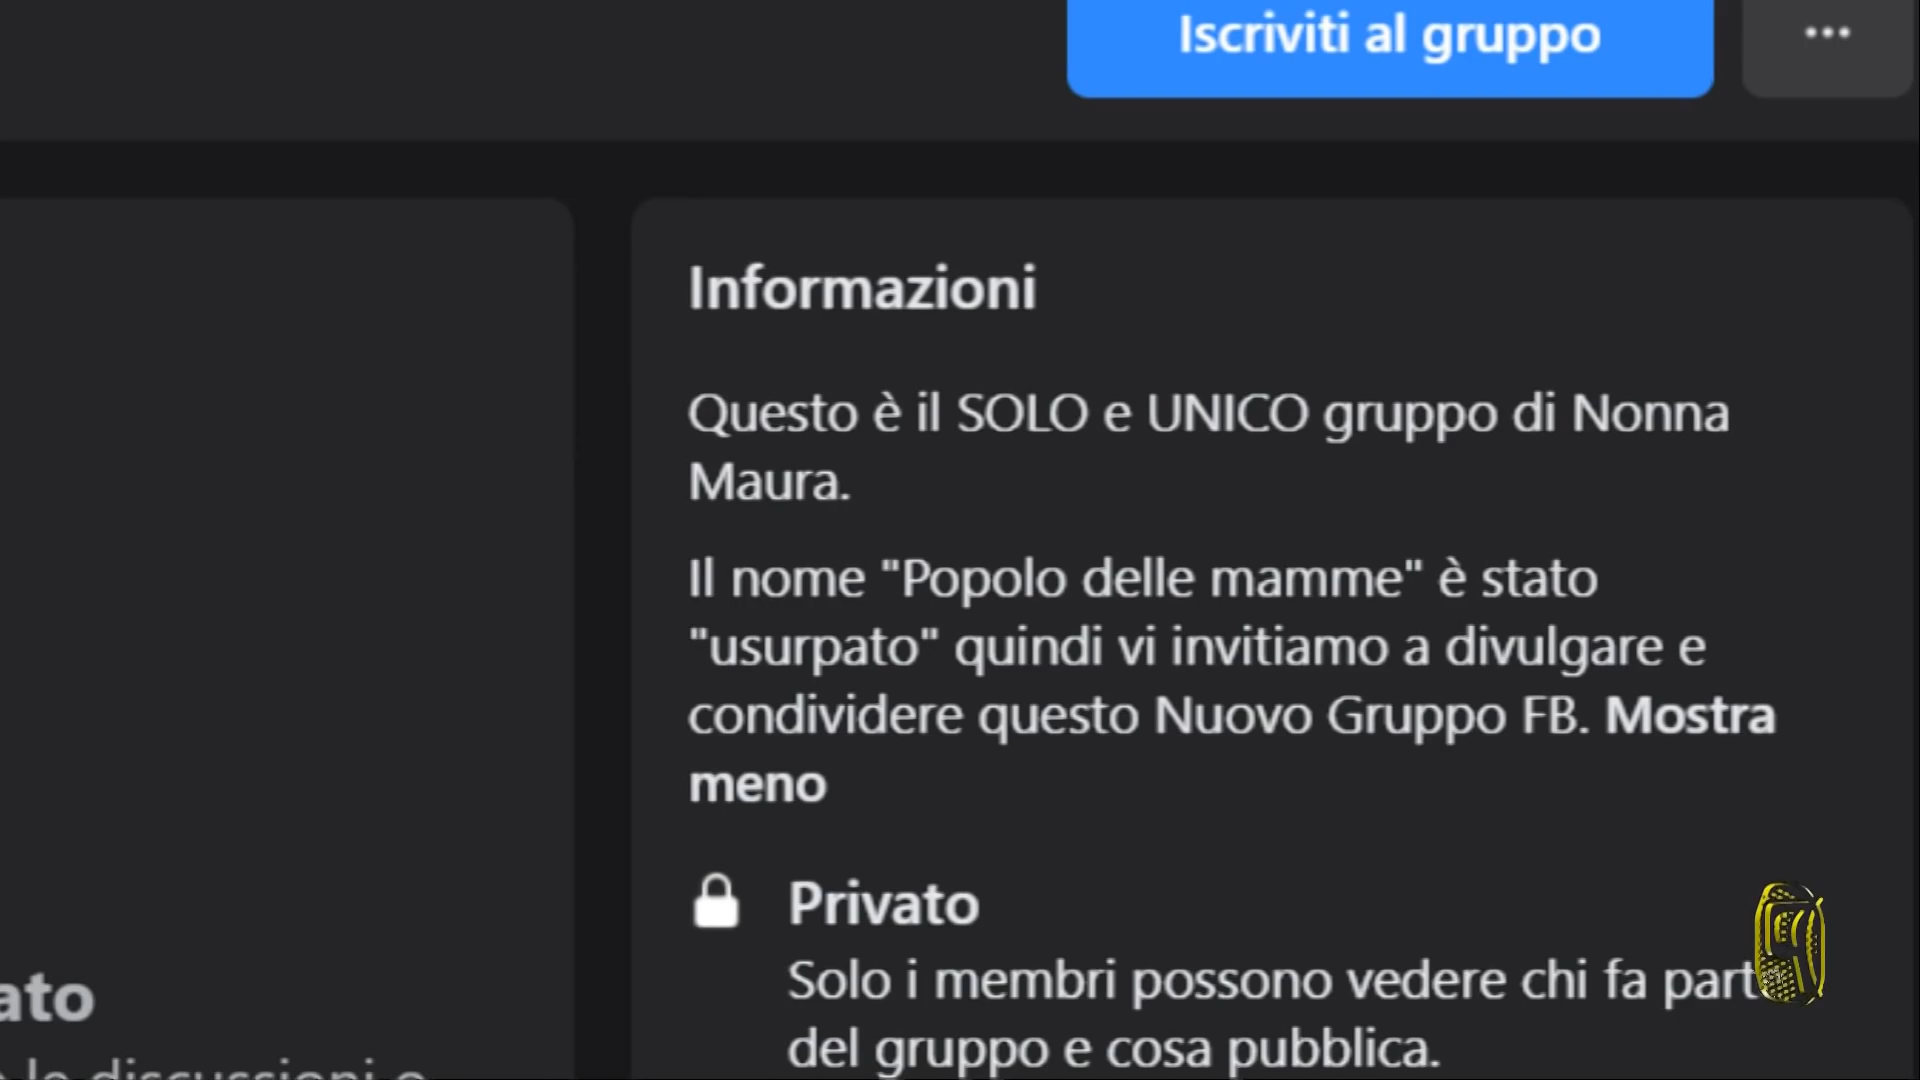 Iscriviti al gruppo
Informazioni
Questo è il SOLO e UNICO gruppo di Nonna
Maura.
Il nome "Popolo delle mamme" è stato
"usurpato" quindi vi invitiamo a divulgare e
condividere questo Nuovo Gruppo FB. Mostra
meno
Privato
Solo i membri possono vedere chi fa part
del gruppo e cosa pubblica.
ato
le discussioni o